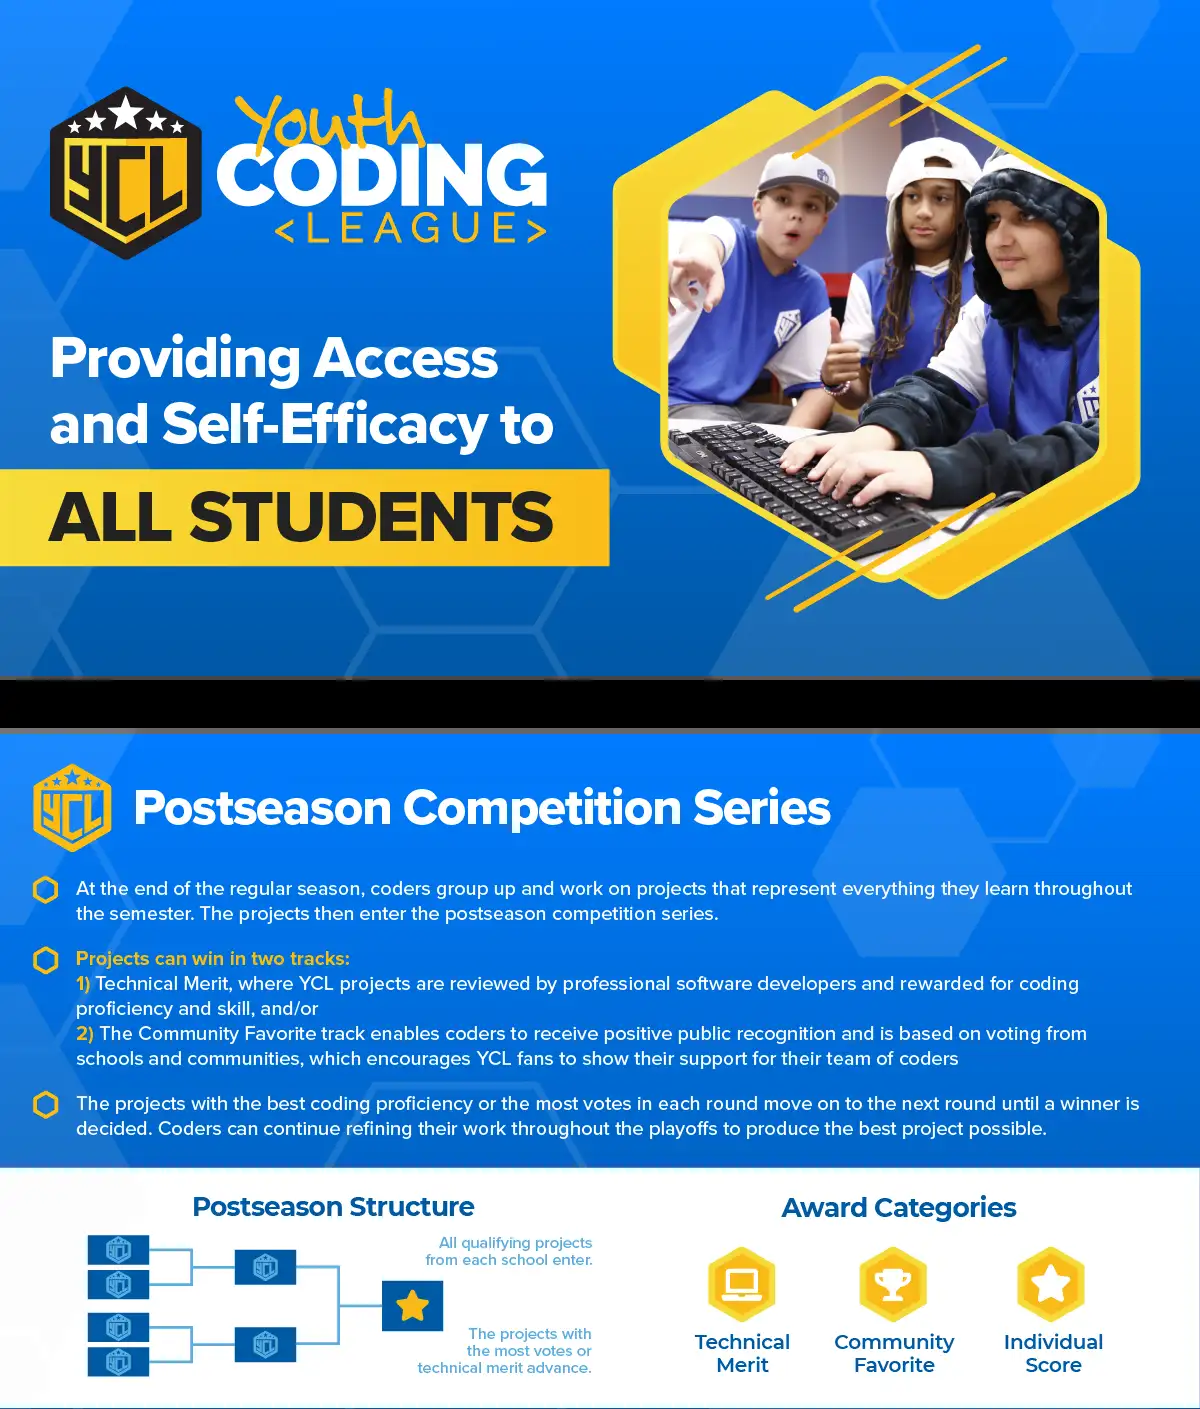 YCL
Youth
CODING
<LEAGUE>
Providing Access
and Self-Efficacy to
ALL STUDENTS
YCL
Postseason Competition Series
At the end of the regular season, coders group up and work on projects that represent everything they learn throughout
the semester. The projects then enter the postseason competition series.
Projects can win in two tracks:
1) Technical Merit, where YCL projects are reviewed by professional software developers and rewarded for coding
proficiency and skill, and/or
2) The Community Favorite track enables coders to receive positive public recognition and is based on voting from
schools and communities, which encourages YCL fans to show their support for their team of coders
The projects with the best coding proficiency or the most votes in each round move on to the next round until a winner is
decided. Coders can continue refining their work throughout the playoffs to produce the best project possible.
Postseason Structure
YCL
YCL
YCL
YCL
YCL
YCL
All qualifying projects
from each school enter.
The projects with
the most votes or
technical merit advance.
Award Categories
Technical
Merit
Community
Favorite
Individual
Score